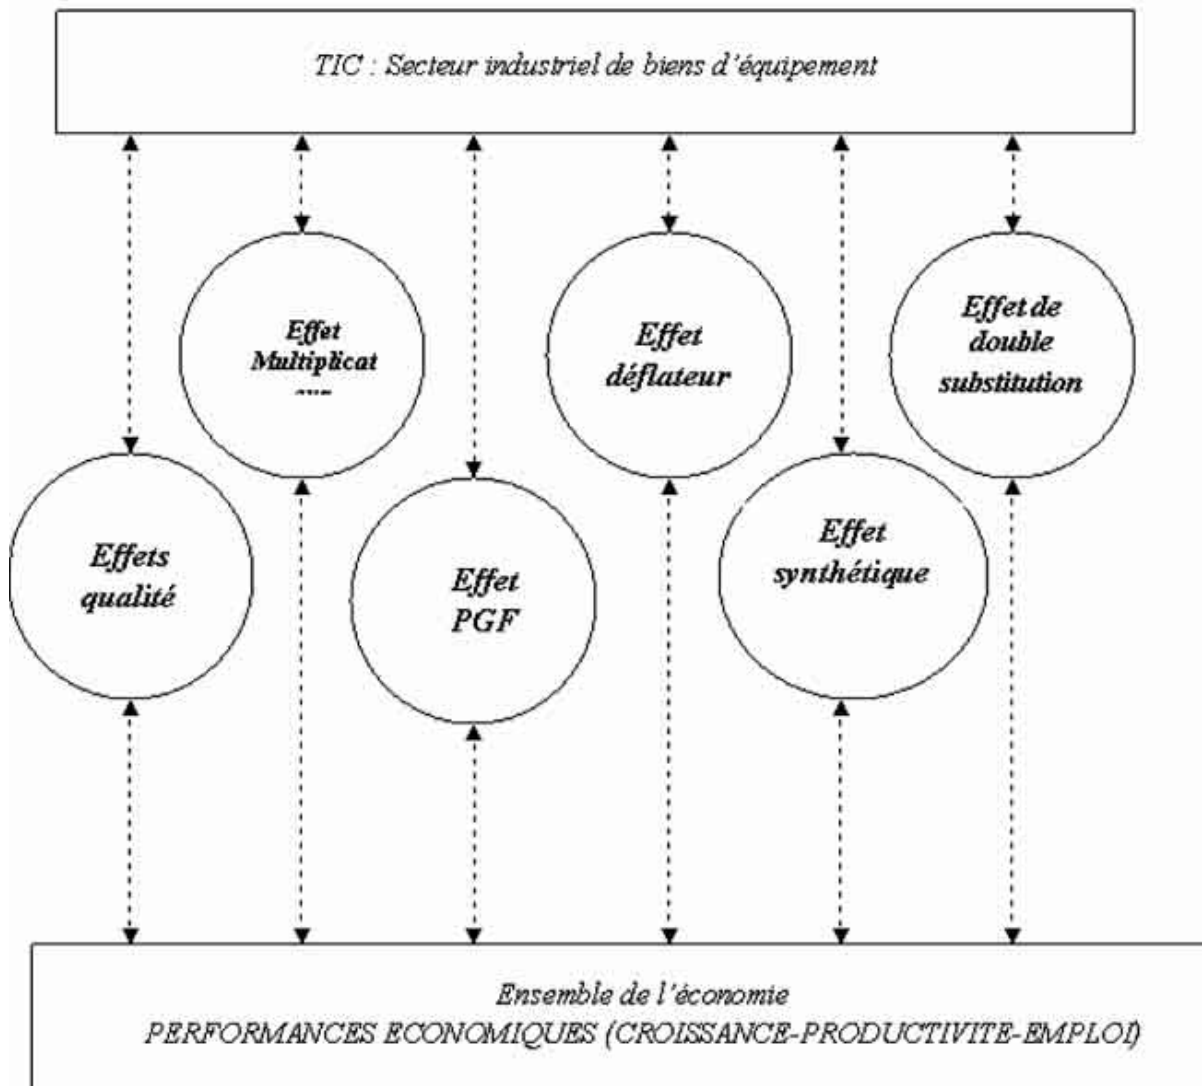 TIC : Secteur industriel de biens d'équipement
Effet
Multiplicat
Effet
déflateur
Effet de
double
substitution
Effets
qualité
Effet
PGF
Effet
synthétique
Ensemble de l'économie
PERFORMANCES ECONOMIQUES (CROISSANCE-PRODUCTIVITE-EMPLOI)